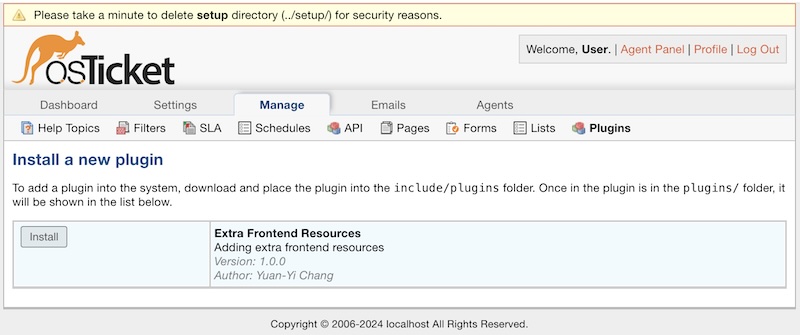 Please take a minute to delete setup directory (../setup/) for security reasons.
osTicket
Welcome, User. | Agent Panel | Profile | Log Out
Dashboard Settings Manage Emails Agents
Help Topics Filters SLA Schedules API Pages Forms Lists Plugins
Install a new plugin
To add a plugin into the system, download and place the plugin into the include/plugins folder. Once in the plugin is in the plugins/ folder, it
will be shown in the list below.
Install
Extra Frontend Resources
Adding extra frontend resources
Version: 1.0.0
Author: Yuan-Yi Chang
Copyright © 2006-2024 localhost All Rights Reserved.